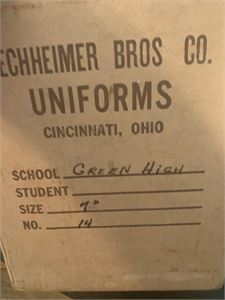 ECHHEIMER BROS CO.
UNIFORMS
CINCINNATI, OHIO
SCHOOL GREEN HIGH
STUDENT
SIZE 7"
NO. 14